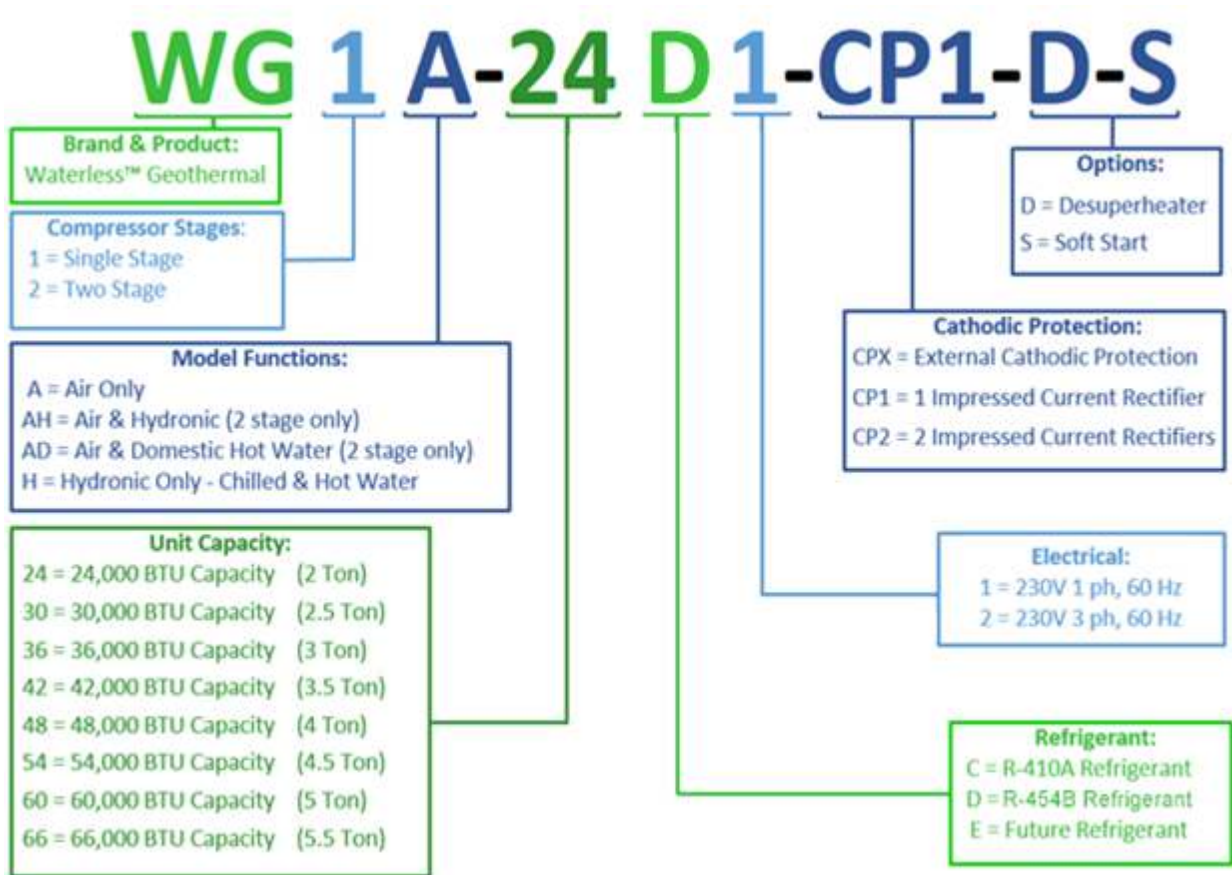 WG 1 A-24 D 1-CP1-D-S
Brand & Product:
Waterless™ Geothermal
Compressor Stages:
1 = Single Stage
2 = Two Stage
Model Functions:
A = Air Only
AH = Air & Hydronic (2 stage only)
AD = Air & Domestic Hot Water (2 stage only)
H = Hydronic Only - Chilled & Hot Water
Unit Capacity:
24 = 24,000 BTU Capacity (2 Ton)
30 = 30,000 BTU Capacity (2.5 Ton)
36 = 36,000 BTU Capacity (3 Ton)
42 = 42,000 BTU Capacity (3.5 Ton)
48 = 48,000 BTU Capacity (4 Ton)
54 = 54,000 BTU Capacity (4.5 Ton)
60 = 60,000 BTU Capacity (5 Ton)
66 = 66,000 BTU Capacity (5.5 Ton)
Options:
D = Desuperheater
S = Soft Start
Cathodic Protection:
CPX = External Cathodic Protection
CP1 = 1 Impressed Current Rectifier
CP2 = 2 Impressed Current Rectifiers
Electrical:
1 = 230V 1 ph, 60 Hz
2 = 230V 3 ph, 60 Hz
Refrigerant:
C = R-410A Refrigerant
D = R-454B Refrigerant
E = Future Refrigerant